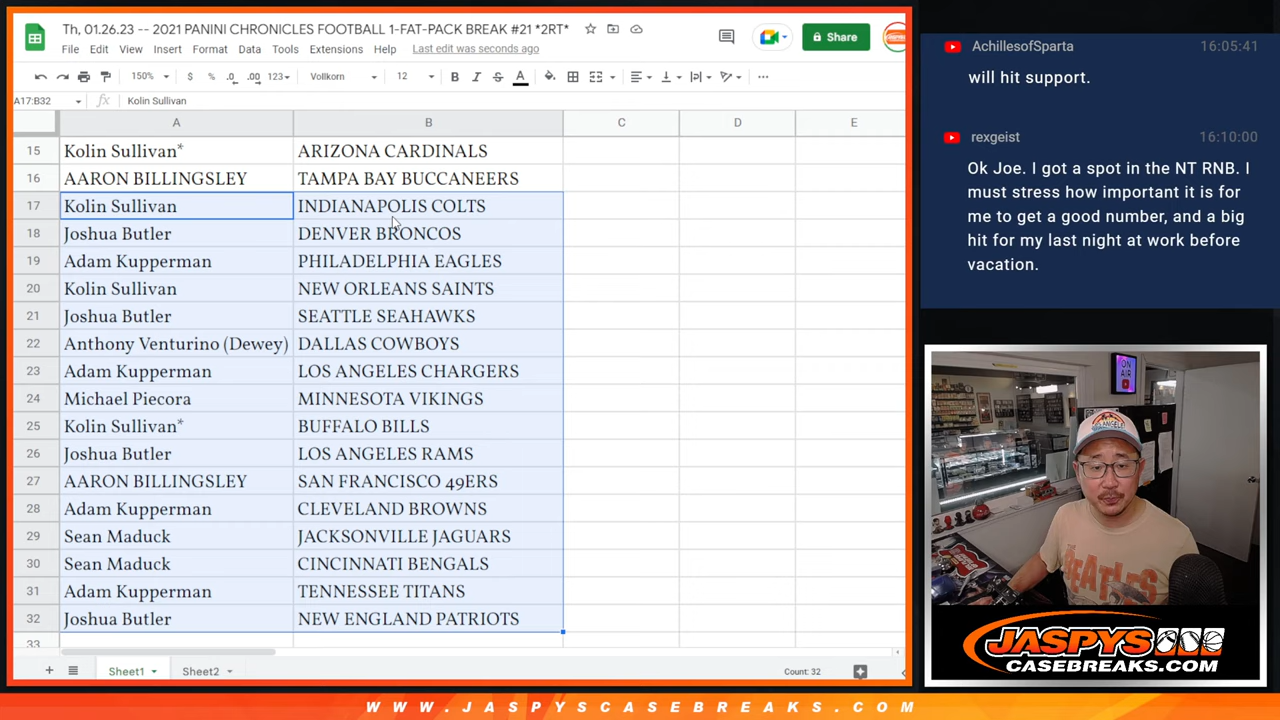 Th, 01.26.23 -- 2021 PANINI CHRONICLES FOOTBALL 1-FAT-PACK BREAK #21 *2RT*
Share
File Edit View Insert Format Data Tools Extensions Help Last edit was seconds ago
150% $ % .0 .00 123 Vollkorn 12 B I S A
A17:B32 fx Kolin Sullivan
A B C D E
15 Kolin Sullivan* ARIZONA CARDINALS
16 AARON BILLINGSLEY TAMPA BAY BUCCANEERS
17 Kolin Sullivan INDIANAPOLIS COLTS
18 Joshua Butler DENVER BRONCOS
19 Adam Kupperman PHILADELPHIA EAGLES
20 Kolin Sullivan NEW ORLEANS SAINTS
21 Joshua Butler SEATTLE SEAHAWKS
22 Anthony Venturino (Dewey) DALLAS COWBOYS
23 Adam Kupperman LOS ANGELES CHARGERS
24 Michael Piecora MINNESOTA VIKINGS
25 Kolin Sullivan* BUFFALO BILLS
26 Joshua Butler LOS ANGELES RAMS
27 AARON BILLINGSLEY SAN FRANCISCO 49ERS
28 Adam Kupperman CLEVELAND BROWNS
29 Sean Maduck JACKSONVILLE JAGUARS
30 Sean Maduck CINCINNATI BENGALS
31 Adam Kupperman TENNESSEE TITANS
32 Joshua Butler NEW ENGLAND PATRIOTS
33
Sheet1 Sheet2 Count: 32
AchillesofSparta 16:05:41
will hit support.
rexgeist 16:10:00
Ok Joe. I got a spot in the NT RNB. I
must stress how important it is for
me to get a good number, and a big
hit for my last night at work before
vacation.
ON
AIR
JASPYS
CASEBREAKS.COM
WWW.JASPYSCASEBREAKS.COM